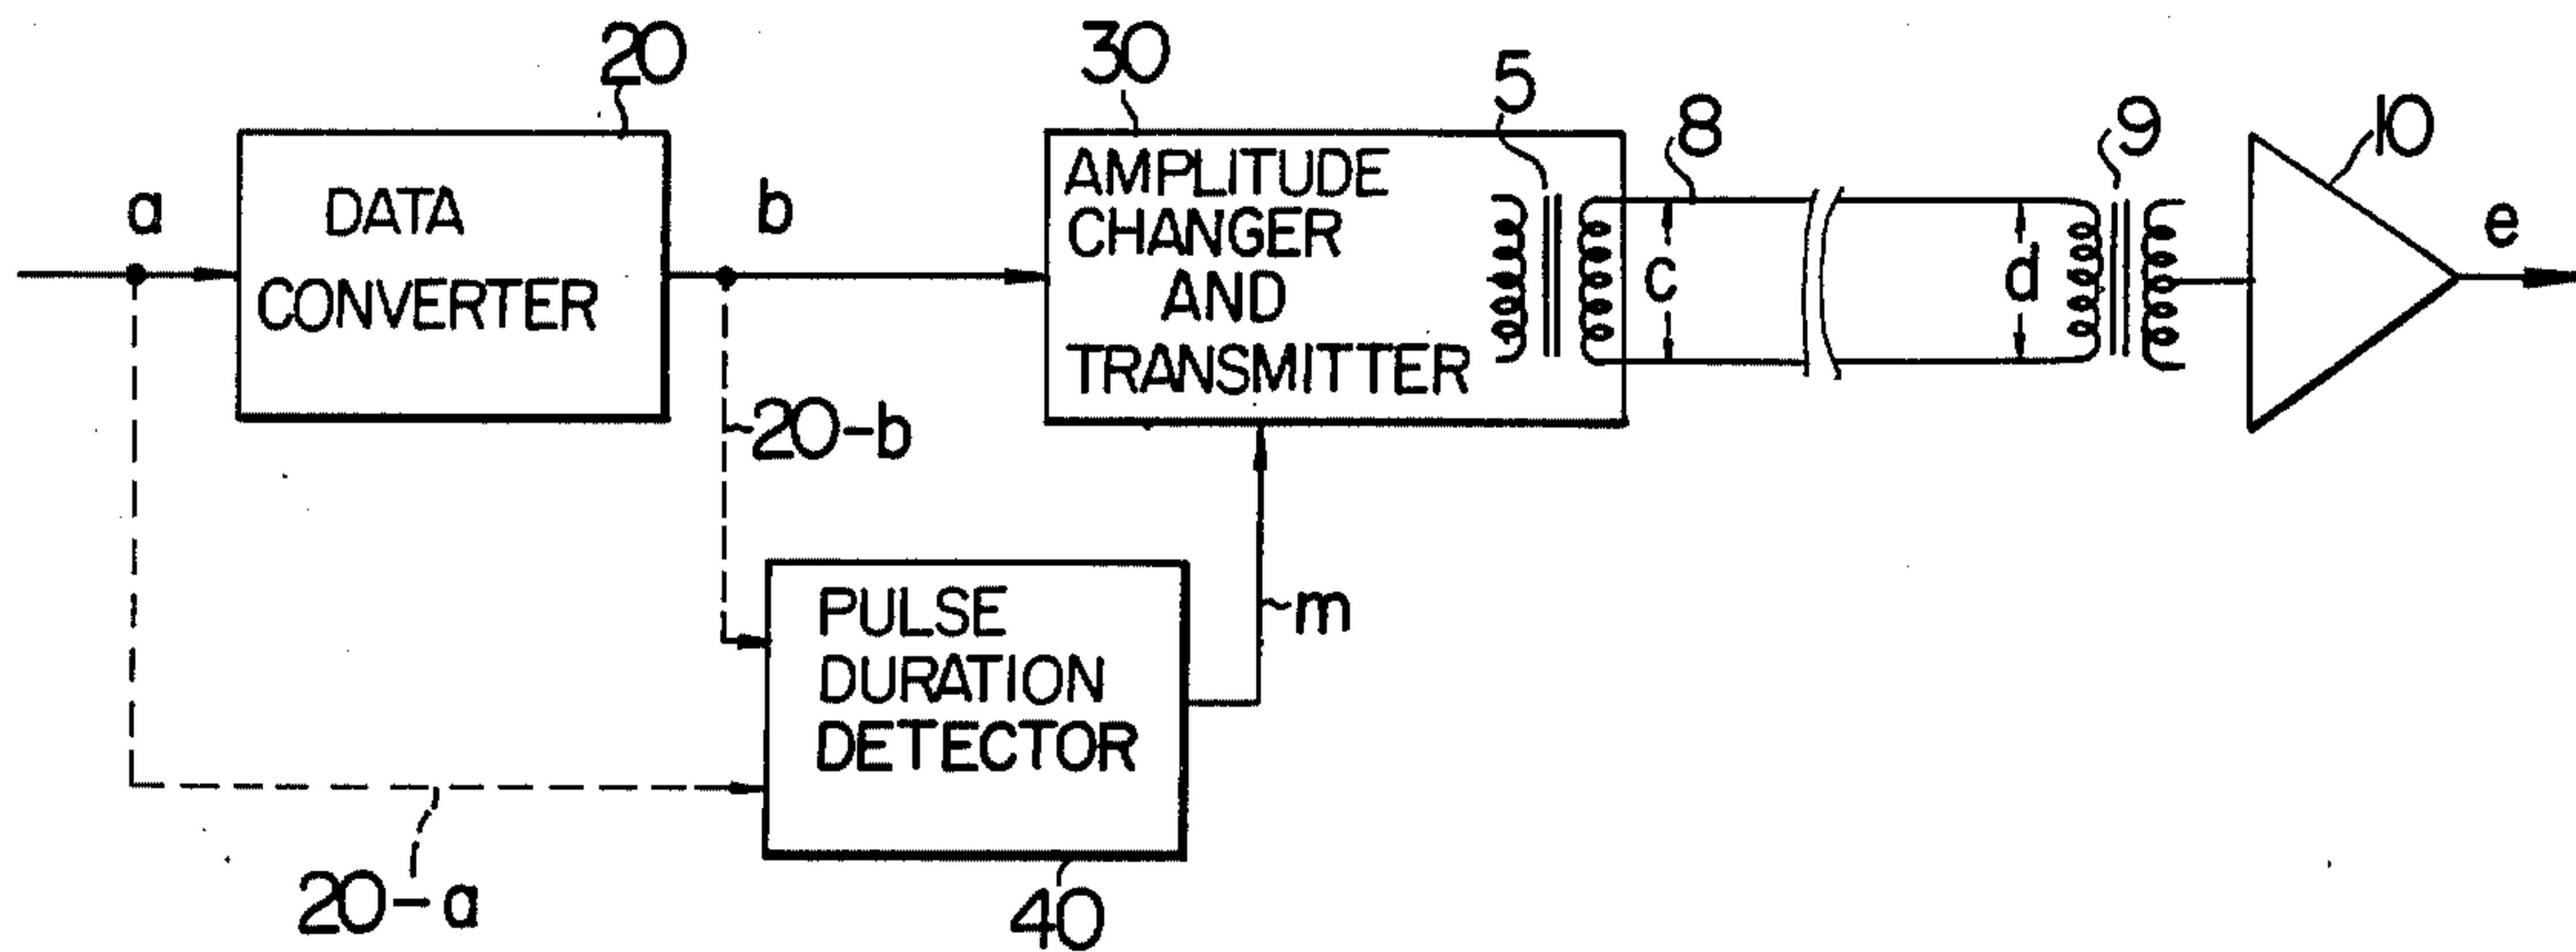 20
30
5
8
9
10
a
DATA
CONVERTER
b
AMPLITUDE
CHANGER
AND
TRANSMITTER
c
d
e
20-b
PULSE
DURATION
DETECTOR
m
20-a
40